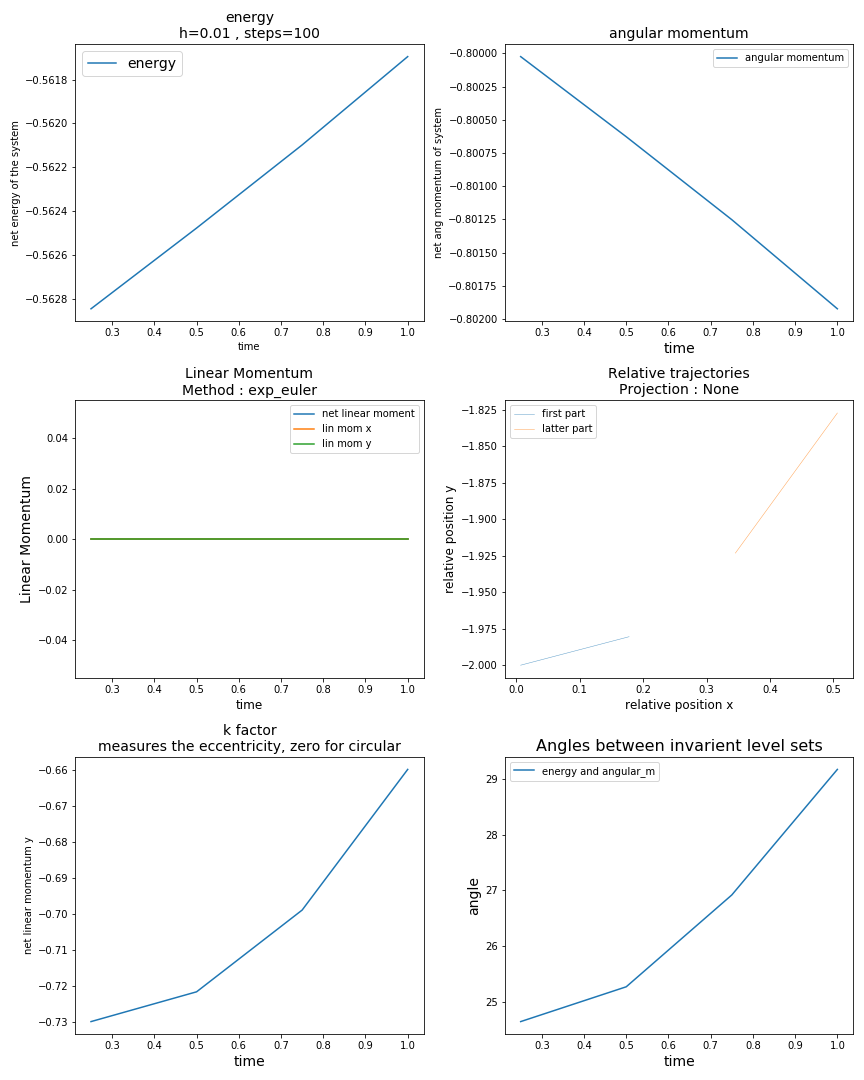 energy
h=0.01 , steps=100
energy
net energy of the system
−0.5618
−0.5620
−0.5622
−0.5624
−0.5626
−0.5628
0.3 0.4 0.5 0.6 0.7 0.8 0.9 1.0
time
angular momentum
angular momentum
net ang momentum of system
−0.80000
−0.80025
−0.80050
−0.80075
−0.80100
−0.80125
−0.80150
−0.80175
−0.80200
0.3 0.4 0.5 0.6 0.7 0.8 0.9 1.0
time
Linear Momentum
Method : exp_euler
net linear moment
lin mom x
lin mom y
Linear Momentum
0.04
0.02
0.00
−0.02
−0.04
0.3 0.4 0.5 0.6 0.7 0.8 0.9 1.0
time
Relative trajectories
Projection : None
first part
latter part
relative position y
−1.825
−1.850
−1.875
−1.900
−1.925
−1.950
−1.975
−2.000
0.0 0.1 0.2 0.3 0.4 0.5
relative position x
k factor
measures the eccentricity, zero for circular
net linear momentum y
−0.66
−0.67
−0.68
−0.69
−0.70
−0.71
−0.72
−0.73
0.3 0.4 0.5 0.6 0.7 0.8 0.9 1.0
time
Angles between invarient level sets
energy and angular_m
angle
29
28
27
26
25
0.3 0.4 0.5 0.6 0.7 0.8 0.9 1.0
time